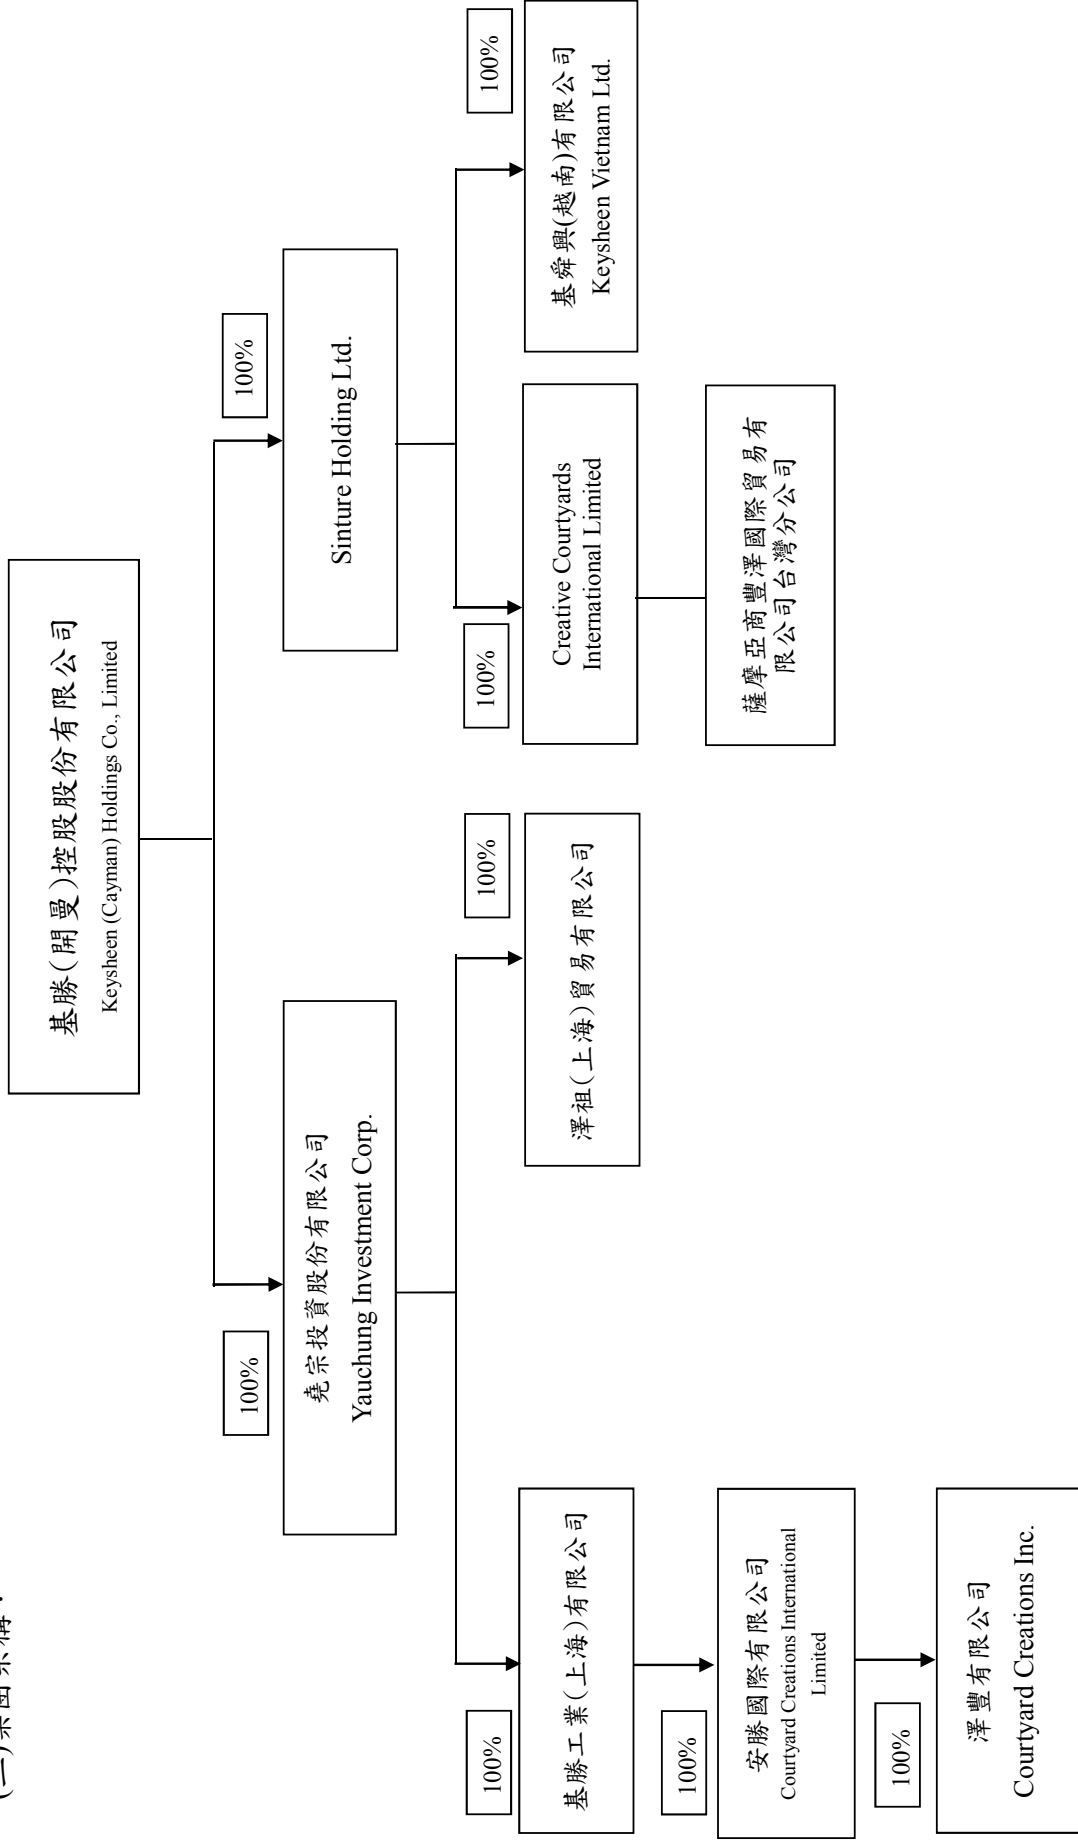 (二)集團架構：
基勝(開曼)控股股份有限公司
Keysheen (Cayman) Holdings Co., Limited
100%
100%
堯宗投資股份有限公司
Yauchung Investment Corp.
Sinture Holding Ltd.
100%
100%
100%
100%
基勝工業(上海)有限公司
澤祖(上海)貿易有限公司
Creative Courtyards
International Limited
基舜興(越南)有限公司
Keysheen Vietnam Ltd.
100%
安勝國際有限公司
Courtyard Creations International
Limited
薩摩亞商豐澤國際貿易有
限公司台灣分公司
100%
澤豐有限公司
Courtyard Creations Inc.